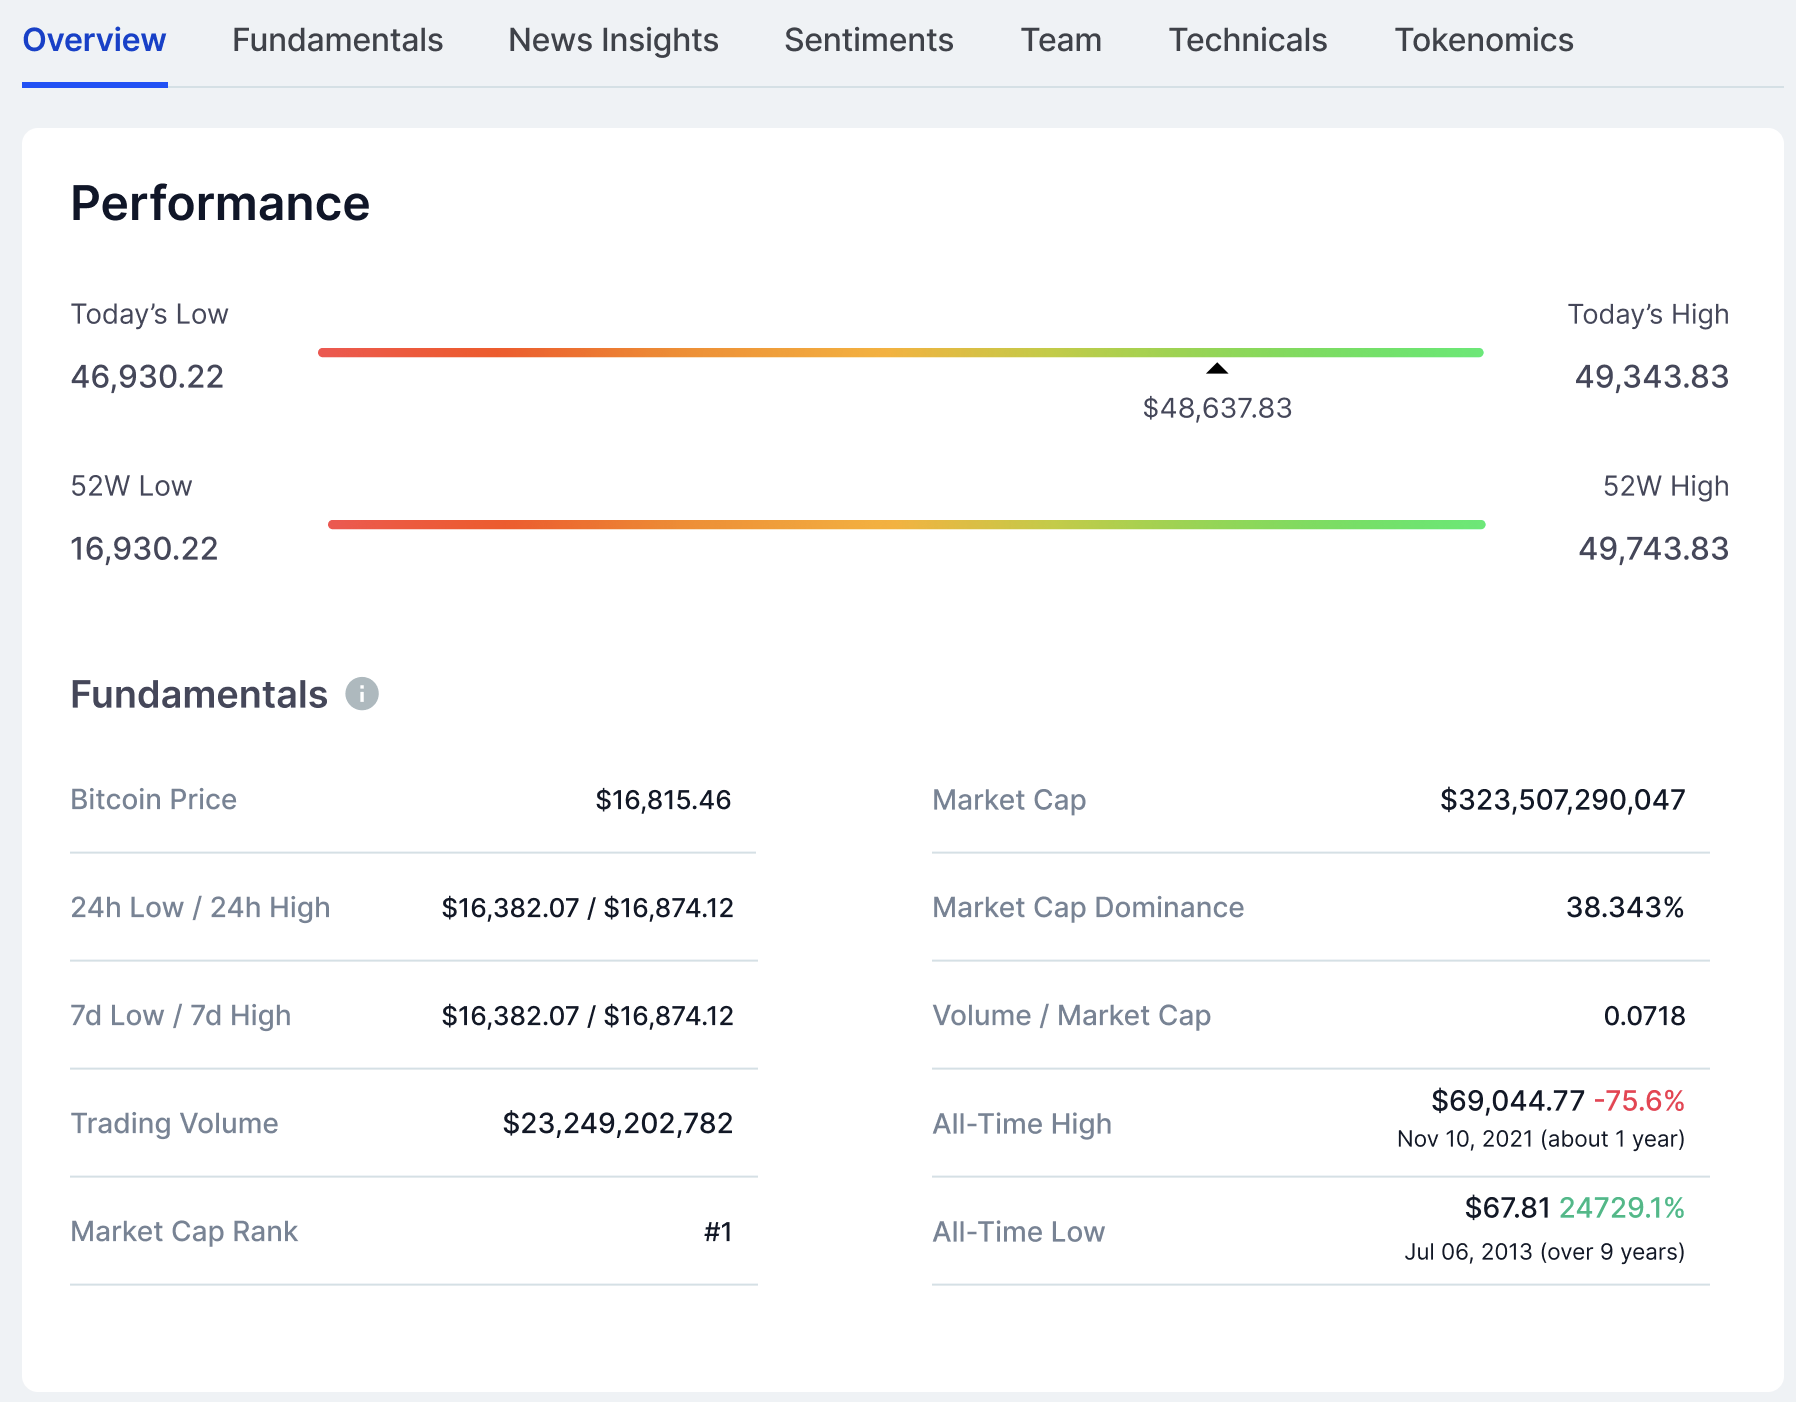 Overview Fundamentals News Insights Sentiments Team Technicals Tokenomics
Performance
Today’s Low
46,930.22
$48,637.83
Today’s High
49,343.83
52W Low
16,930.22
52W High
49,743.83
Fundamentals
Bitcoin Price $16,815.46
24h Low / 24h High $16,382.07 / $16,874.12
7d Low / 7d High $16,382.07 / $16,874.12
Trading Volume $23,249,202,782
Market Cap Rank #1
Market Cap $323,507,290,047
Market Cap Dominance 38.343%
Volume / Market Cap 0.0718
All-Time High $69,044.77 -75.6%
Nov 10, 2021 (about 1 year)
All-Time Low $67.81 24729.1%
Jul 06, 2013 (over 9 years)